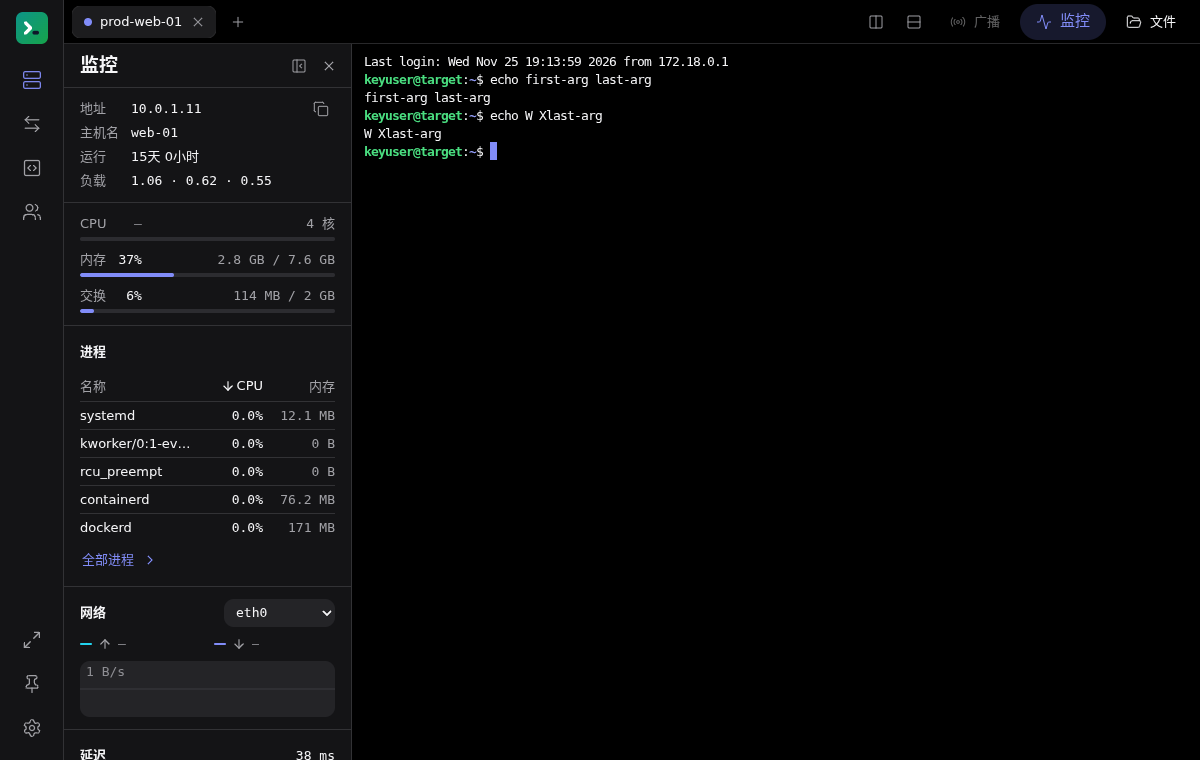 prod-web-01
广播
监控
文件
监控
地址 10.0.1.11
主机名 web-01
运行 15天 0小时
负载 1.06 · 0.62 · 0.55
CPU — 4 核
内存 37% 2.8 GB / 7.6 GB
交换 6% 114 MB / 2 GB
进程
名称 CPU 内存
systemd 0.0% 12.1 MB
kworker/0:1-ev… 0.0% 0 B
rcu_preempt 0.0% 0 B
containerd 0.0% 76.2 MB
dockerd 0.0% 171 MB
全部进程
网络 eth0
— —
1 B/s
延迟 38 ms
Last login: Wed Nov 25 19:13:59 2026 from 172.18.0.1
keyuser@target:~$ echo first-arg last-arg
first-arg last-arg
keyuser@target:~$ echo W Xlast-arg
W Xlast-arg
keyuser@target:~$